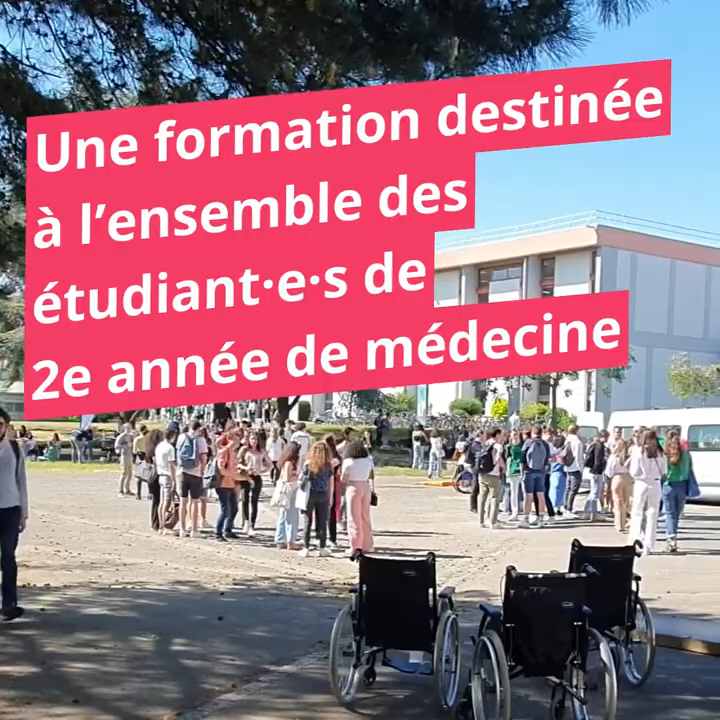 Une formation destinée
à l’ensemble des
étudiant·e·s de
2e année de médecine